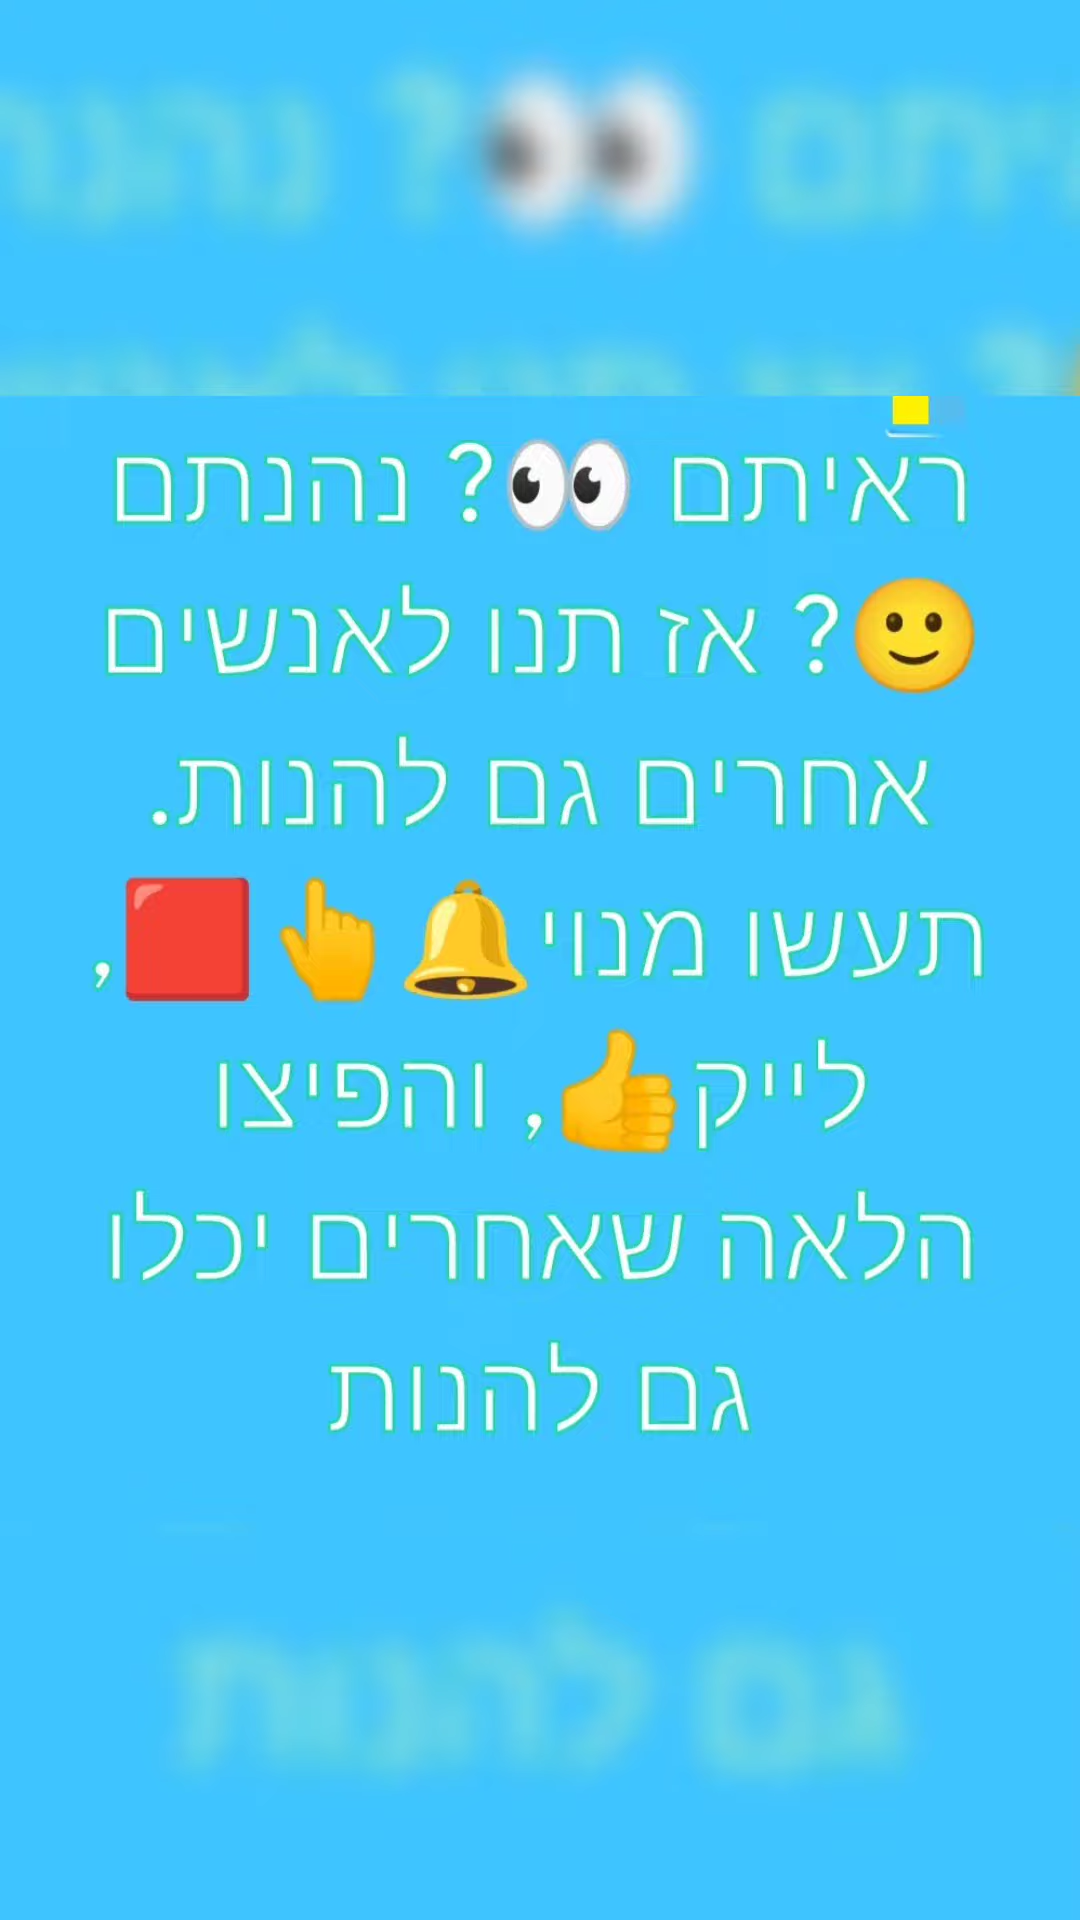 ראיתם 👀? נהנתם
🙂? אז תנו לאנשים
אחרים גם להנות.
תעשו מנוי🔔👆🟥,
לייק👍, והפיצו
הלאה שאחרים יכלו
גם להנות